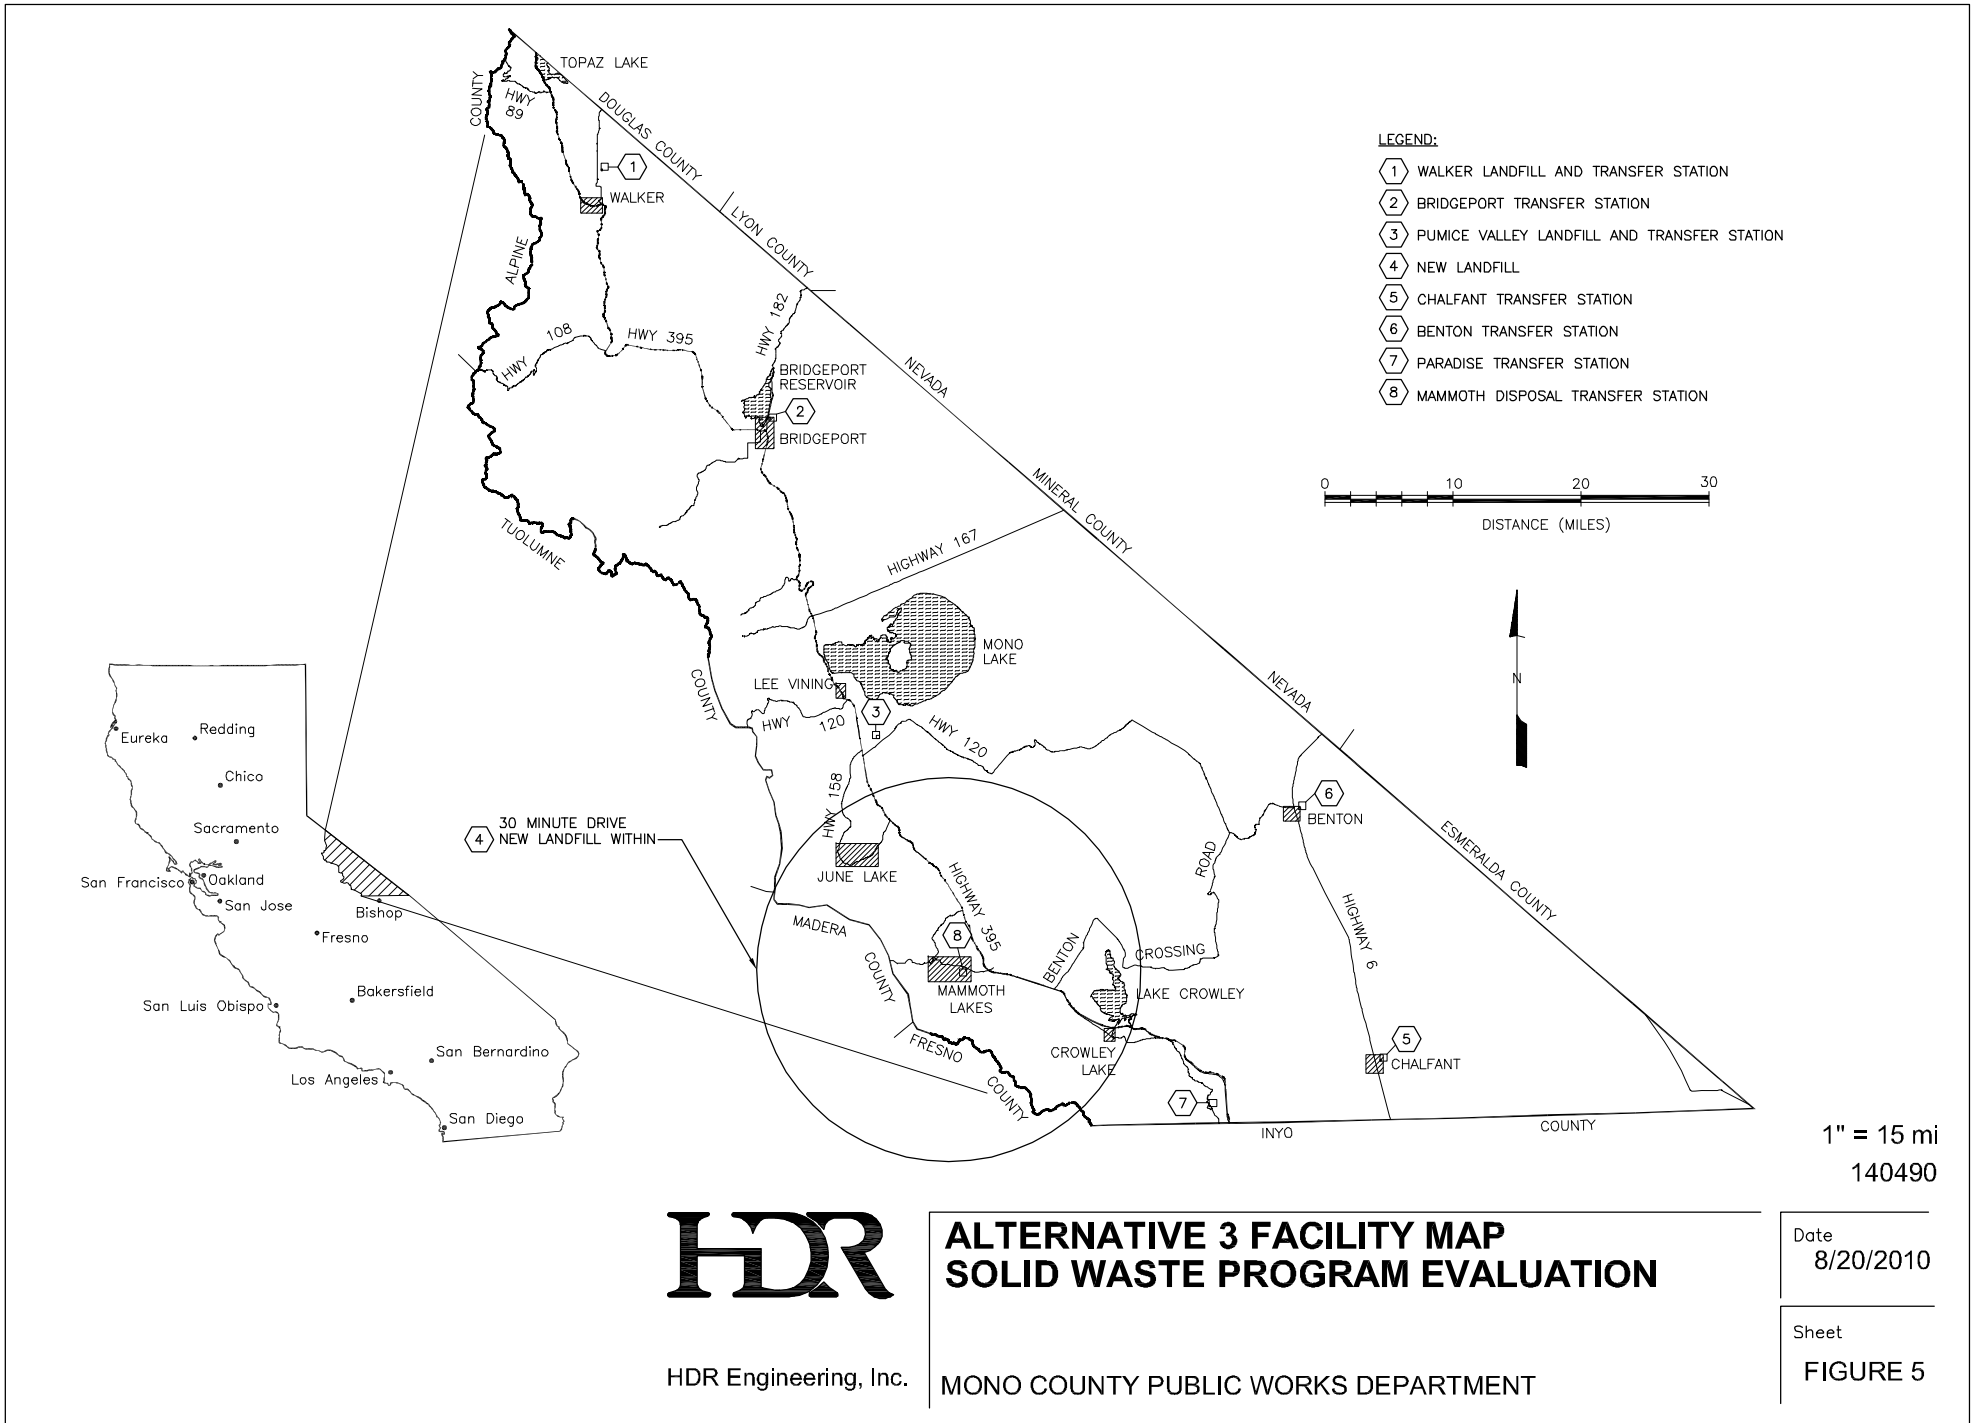 TOPAZ LAKE
COUNTY
HWY
89
DOUGLAS COUNTY
1
WALKER
LYON COUNTY
ALPINE
HWY 182
HWY 108
HWY 395
NEVADA
BRIDGEPORT
RESERVOIR
2
BRIDGEPORT
MINERAL COUNTY
TUOLUMNE
HIGHWAY 167
MONO
LAKE
COUNTY
LEE VINING
NEVADA
HWY 120
3
HWY 120
HWY 158
4
30 MINUTE DRIVE
NEW LANDFILL WITHIN
6
BENTON
ESMERALDA COUNTY
ROAD
JUNE LAKE
HIGHWAY 395
HIGHWAY 6
MADERA
8
COUNTY
BENTON
CROSSING
MAMMOTH
LAKES
LAKE CROWLEY
FRESNO
CROWLEY
LAKE
5
CHALFANT
COUNTY
7
INYO
COUNTY
LEGEND:
1 WALKER LANDFILL AND TRANSFER STATION
2 BRIDGEPORT TRANSFER STATION
3 PUMICE VALLEY LANDFILL AND TRANSFER STATION
4 NEW LANDFILL
5 CHALFANT TRANSFER STATION
6 BENTON TRANSFER STATION
7 PARADISE TRANSFER STATION
8 MAMMOTH DISPOSAL TRANSFER STATION
0 10 20 30
DISTANCE (MILES)
N
Eureka
Redding
Chico
Sacramento
San Francisco
Oakland
San Jose
Bishop
Fresno
San Luis Obispo
Bakersfield
San Bernardino
Los Angeles
San Diego
1" = 15 mi
140490
HDR
HDR Engineering, Inc.
ALTERNATIVE 3 FACILITY MAP
SOLID WASTE PROGRAM EVALUATION
MONO COUNTY PUBLIC WORKS DEPARTMENT
Date
8/20/2010
Sheet
FIGURE 5